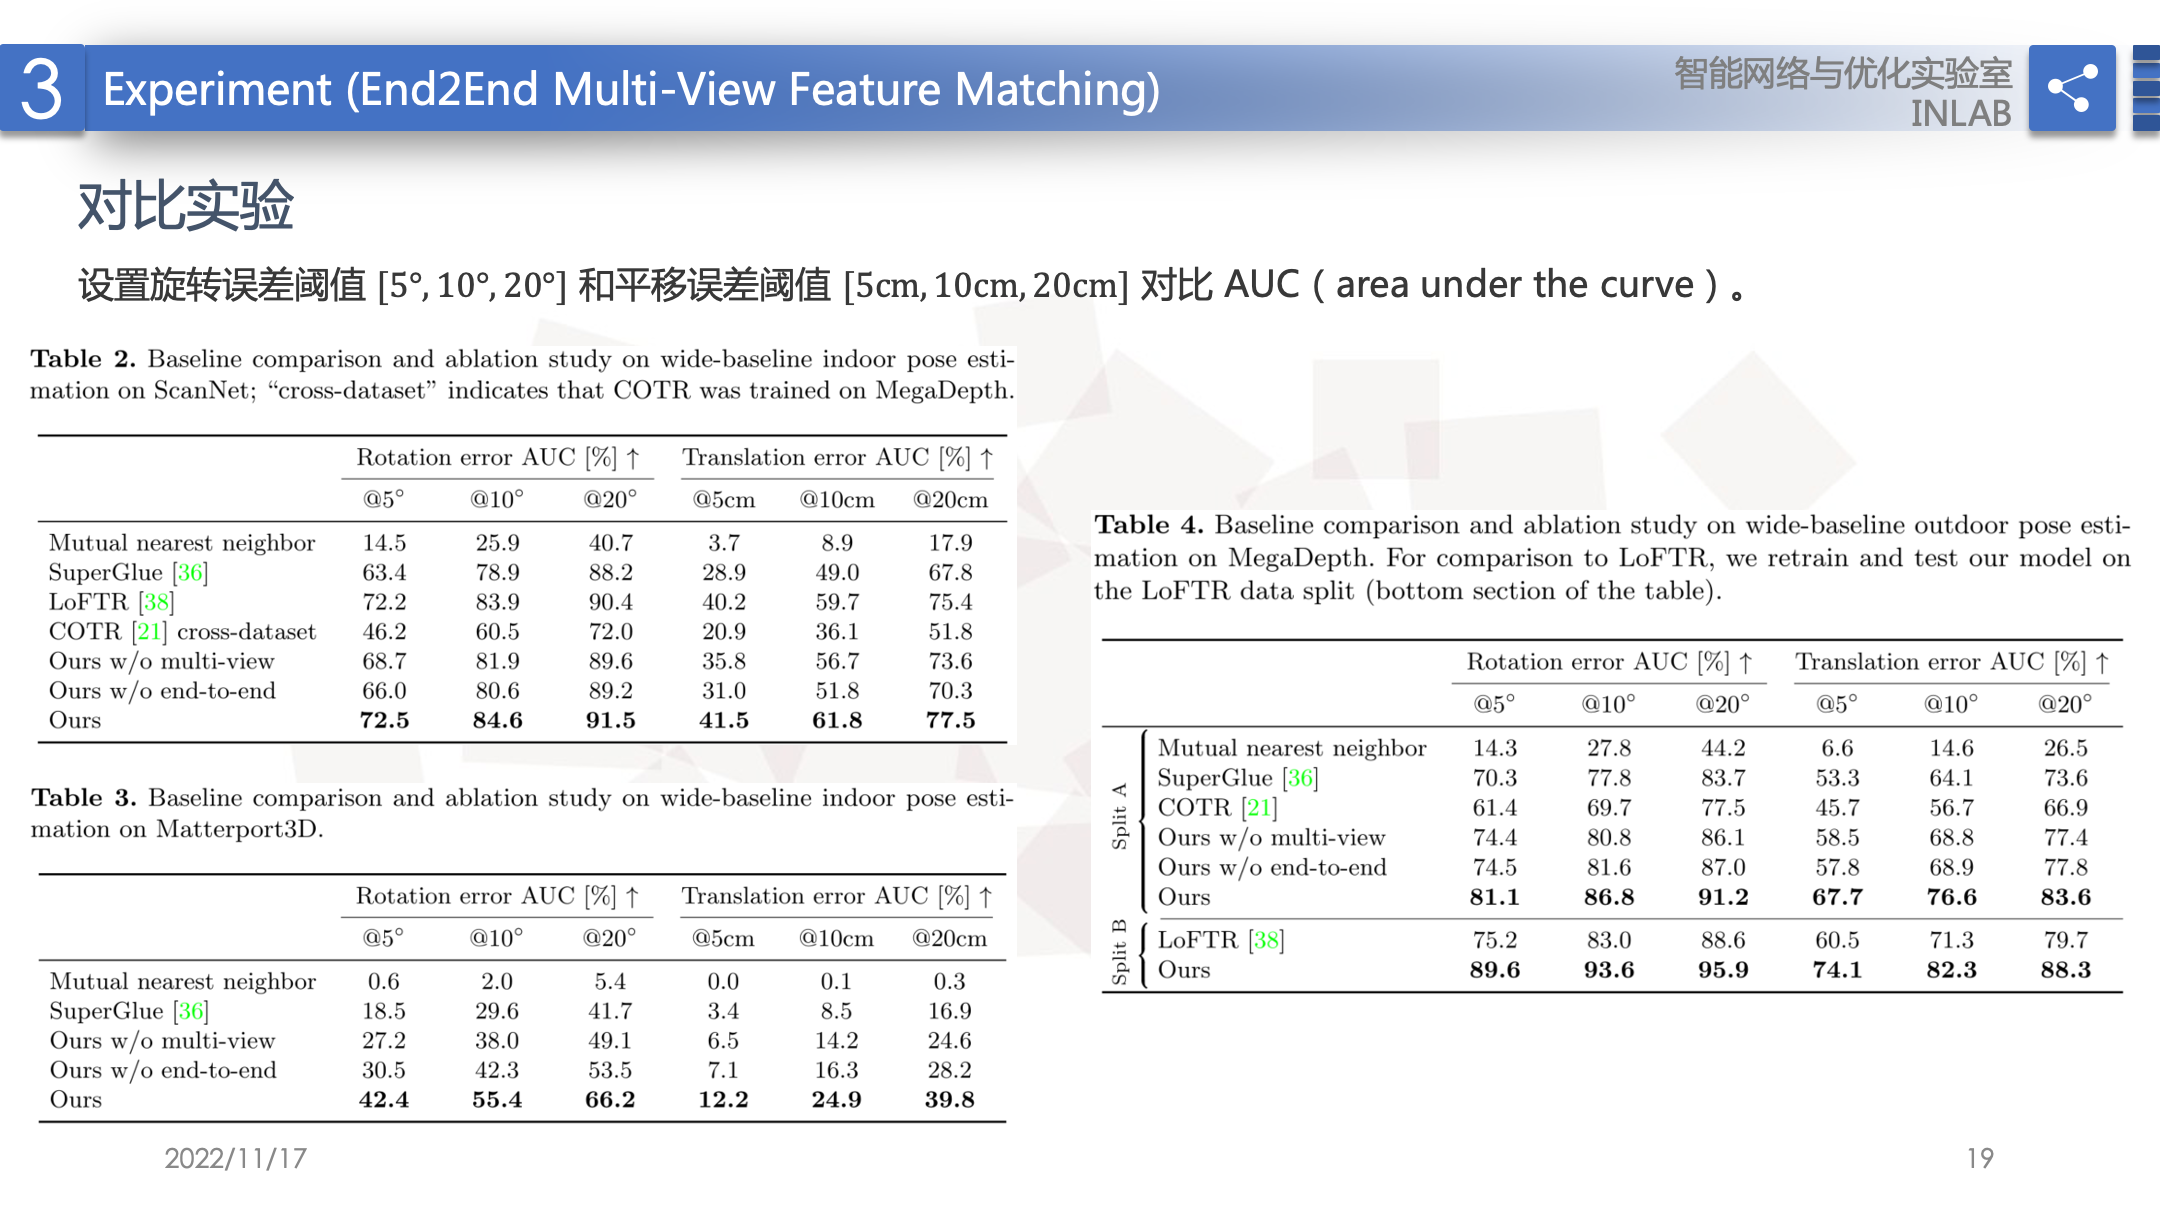 3
Experiment (End2End Multi-View Feature Matching)
智能网络与优化实验室
INLAB
对比实验
设置旋转误差阈值 [5°, 10°, 20°] 和平移误差阈值 [5cm, 10cm, 20cm] 对比 AUC（area under the curve）。
Table 2. Baseline comparison and ablation study on wide-baseline indoor pose esti-
mation on ScanNet; “cross-dataset” indicates that COTR was trained on MegaDepth.
Rotation error AUC [%] ↑ Translation error AUC [%] ↑
@5° @10° @20° @5cm @10cm @20cm
Mutual nearest neighbor 14.5 25.9 40.7 3.7 8.9 17.9
SuperGlue [36] 63.4 78.9 88.2 28.9 49.0 67.8
LoFTR [38] 72.2 83.9 90.4 40.2 59.7 75.4
COTR [21] cross-dataset 46.2 60.5 72.0 20.9 36.1 51.8
Ours w/o multi-view 68.7 81.9 89.6 35.8 56.7 73.6
Ours w/o end-to-end 66.0 80.6 89.2 31.0 51.8 70.3
Ours 72.5 84.6 91.5 41.5 61.8 77.5
Table 3. Baseline comparison and ablation study on wide-baseline indoor pose esti-
mation on Matterport3D.
Rotation error AUC [%] ↑ Translation error AUC [%] ↑
@5° @10° @20° @5cm @10cm @20cm
Mutual nearest neighbor 0.6 2.0 5.4 0.0 0.1 0.3
SuperGlue [36] 18.5 29.6 41.7 3.4 8.5 16.9
Ours w/o multi-view 27.2 38.0 49.1 6.5 14.2 24.6
Ours w/o end-to-end 30.5 42.3 53.5 7.1 16.3 28.2
Ours 42.4 55.4 66.2 12.2 24.9 39.8
Table 4. Baseline comparison and ablation study on wide-baseline outdoor pose esti-
mation on MegaDepth. For comparison to LoFTR, we retrain and test our model on
the LoFTR data split (bottom section of the table).
Rotation error AUC [%] ↑ Translation error AUC [%] ↑
@5° @10° @20° @5° @10° @20°
Split A
Mutual nearest neighbor 14.3 27.8 44.2 6.6 14.6 26.5
SuperGlue [36] 70.3 77.8 83.7 53.3 64.1 73.6
COTR [21] 61.4 69.7 77.5 45.7 56.7 66.9
Ours w/o multi-view 74.4 80.8 86.1 58.5 68.8 77.4
Ours w/o end-to-end 74.5 81.6 87.0 57.8 68.9 77.8
Ours 81.1 86.8 91.2 67.7 76.6 83.6
Split B
LoFTR [38] 75.2 83.0 88.6 60.5 71.3 79.7
Ours 89.6 93.6 95.9 74.1 82.3 88.3
2022/11/17
19